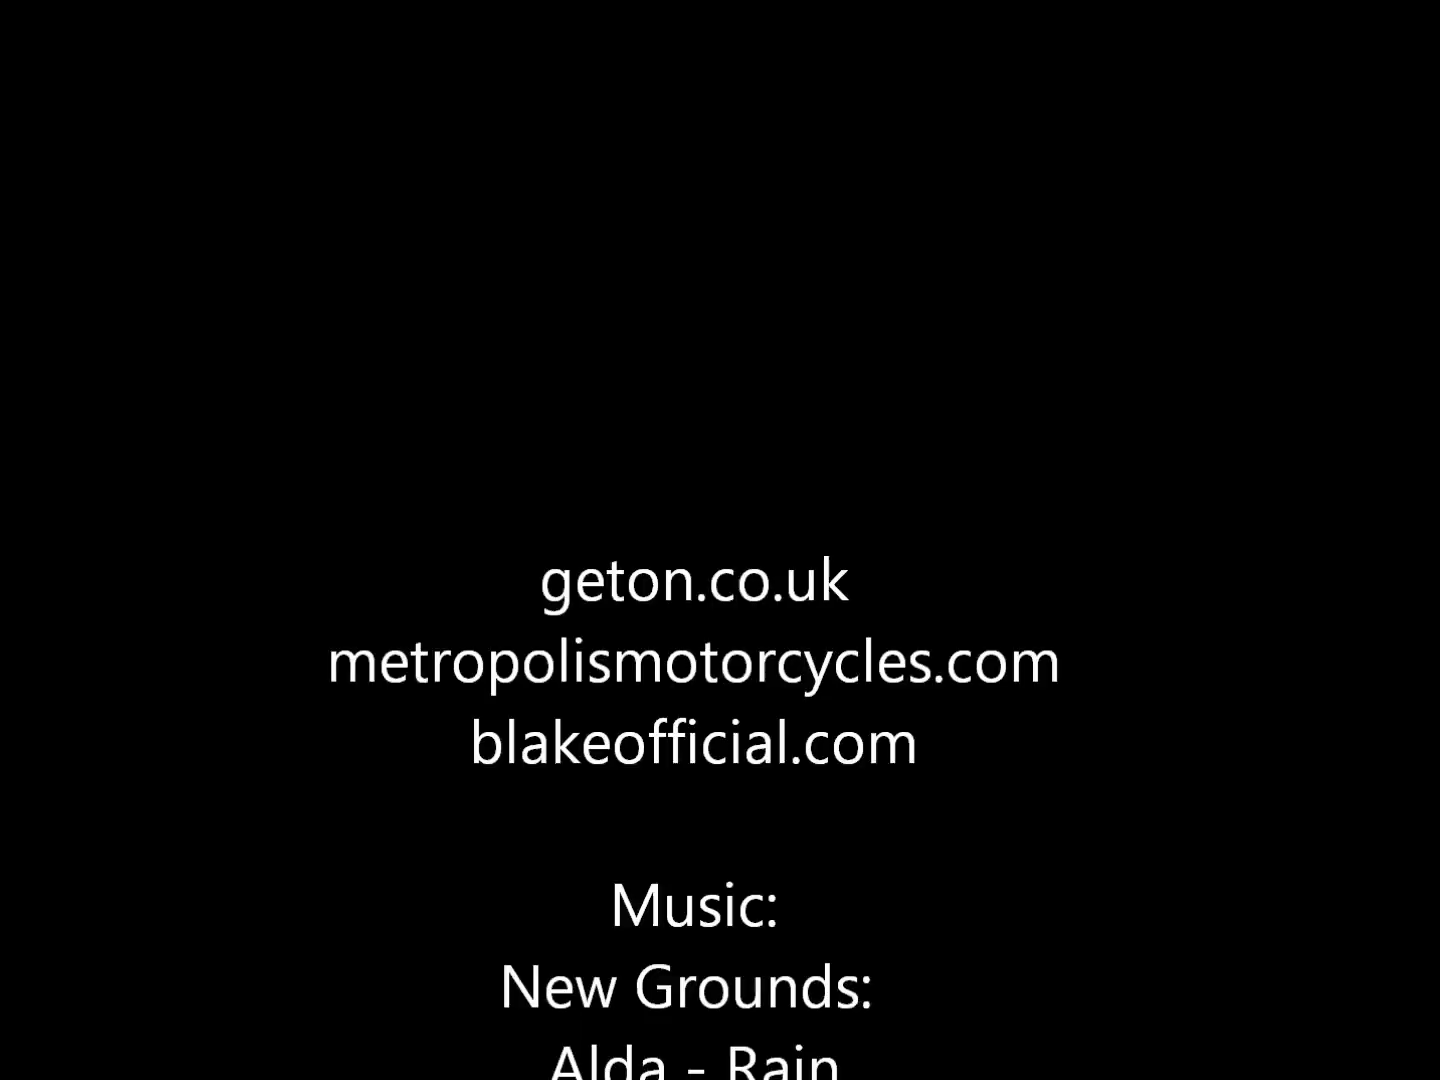 geton.co.uk
metropolismotorcycles.com
blakeofficial.com
Music:
New Grounds:
Alda - Rain